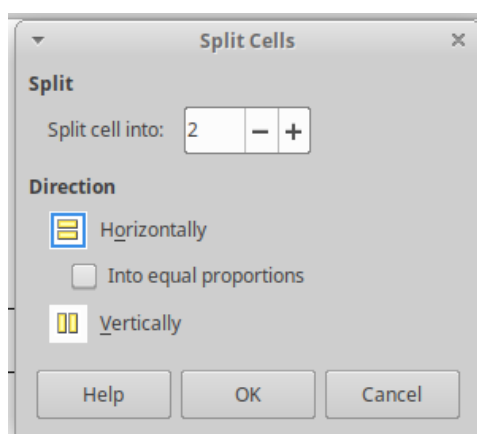 Split Cells
Split
Split cell into: 2
Direction
Horizontally
Into equal proportions
Vertically
Help OK Cancel